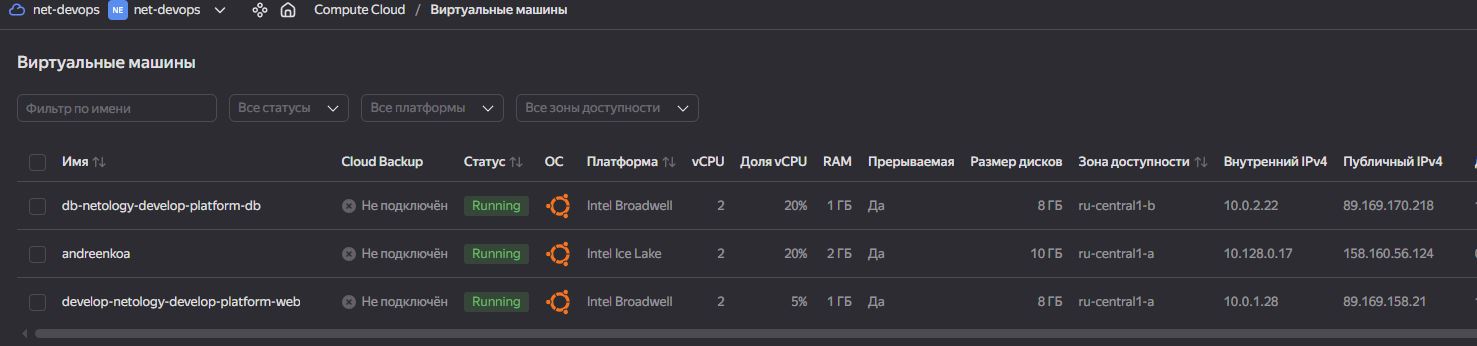 net-devops NE net-devops Compute Cloud / Виртуальные машины
Виртуальные машины
Фильтр по имени Все статусы Все платформы Все зоны доступности
Имя Cloud Backup Статус ОС Платформа vCPU Доля vCPU RAM Прерываемая Размер дисков Зона доступности Внутренний IPv4 Публичный IPv4
db-netology-develop-platform-db Не подключён Running Intel Broadwell 2 20% 1 ГБ Да 8 ГБ ru-central1-b 10.0.2.22 89.169.170.218
andreenkoa Не подключён Running Intel Ice Lake 2 20% 2 ГБ Да 10 ГБ ru-central1-a 10.128.0.17 158.160.56.124
develop-netology-develop-platform-web Не подключён Running Intel Broadwell 2 5% 1 ГБ Да 8 ГБ ru-central1-a 10.0.1.28 89.169.158.21